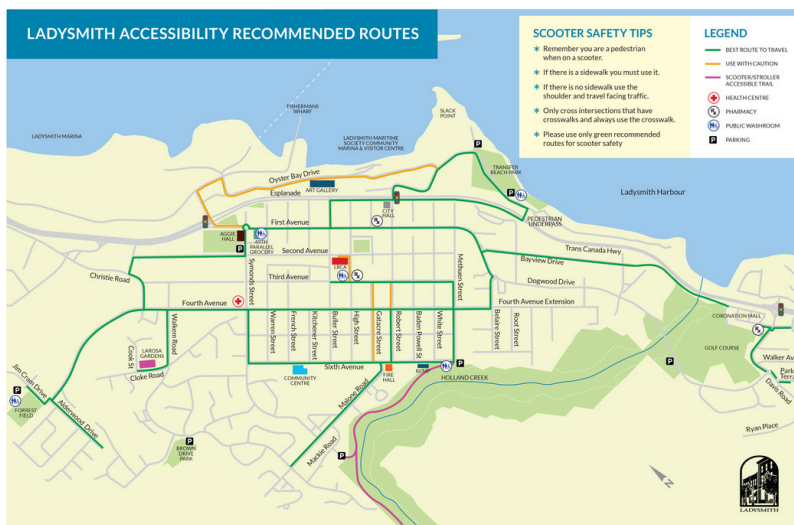 LADYSMITH ACCESSIBILITY RECOMMENDED ROUTES
SCOOTER SAFETY TIPS
* Remember you are a pedestrian
when on a scooter.
* If there is a sidewalk you must use it.
* If there is no sidewalk use the
shoulder and travel facing traffic.
* Only cross intersections that have
crosswalks and always use the crosswalk.
* Please use only green recommended
routes for scooter safety
LEGEND
BEST ROUTE TO TRAVEL
USE WITH CAUTION
SCOOTER/STROLLER
ACCESSIBLE TRAIL
HEALTH CENTRE
PHARMACY
PUBLIC WASHROOM
P PARKING
LADYSMITH MARINA
FISHERMANS
WHARF
LADYSMITH MARITIME
SOCIETY COMMUNITY
MARINA & VISITOR CENTRE
SLACK
POINT
TRANSFER
BEACH PARK
Ladysmith Harbour
Oyster Bay Drive
ART GALLERY
Esplanade
CITY
HALL
PEDESTRIAN
UNDERPASS
First Avenue
AGGIE
HALL
49TH
PARALLEL
GROCERY
Second Avenue
LRCA
Third Avenue
Trans Canada Hwy
Bayview Drive
Dogwood Drive
Christie Road
Symonds Street
Methuen Street
Fourth Avenue
Fourth Avenue Extension
CORONATION MALL
Walkem Road
Cook St
LAROSA
GARDENS
Cloke Road
Warren Street
French Street
Kitchener Street
Buller Street
High Street
Gatacre Street
Robert Street
Baden Powell St
White Street
Belaire Street
Root Street
GOLF COURSE
Walker Av
Park
Terra
Davis Road
Ryan Place
Sixth Avenue
COMMUNITY
CENTRE
FIRE
HALL
RCMP
HOLLAND CREEK
Malone Road
Mackie Road
Jim Cram Drive
Alderwood Drive
FORREST
FIELD
BROWN
DRIVE
PARK
P
P
P
P
P
P
P
P
N
LADYSMITH